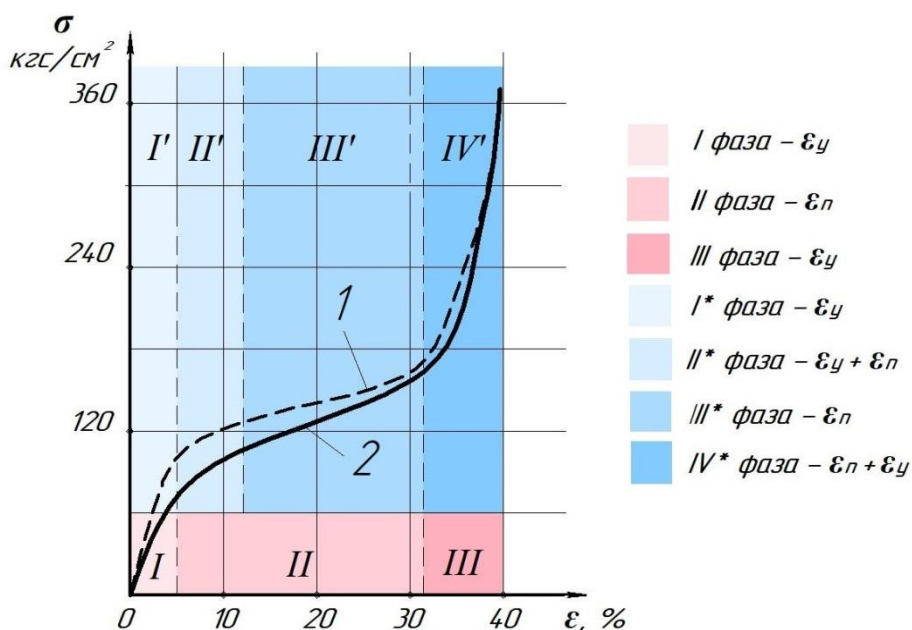 σ
кгс/см²
360
240
120
0
I'
II'
III'
IV'
1
2
I
II
III
0 10 20 30 40 ε, %
I фаза – εу
II фаза – εп
III фаза – εу
I* фаза – εу
II* фаза – εу + εп
III* фаза – εп
IV* фаза – εп + εу